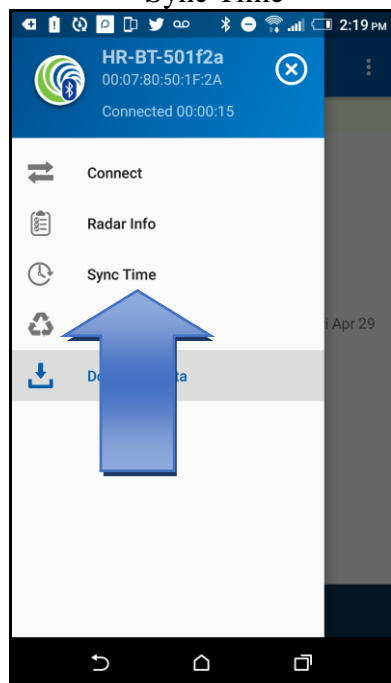 Sync Time
2:19 PM
HR-BT-501f2a
00:07:80:50:1F:2A
Connected 00:00:15
Connect
Radar Info
Sync Time
Apr 29